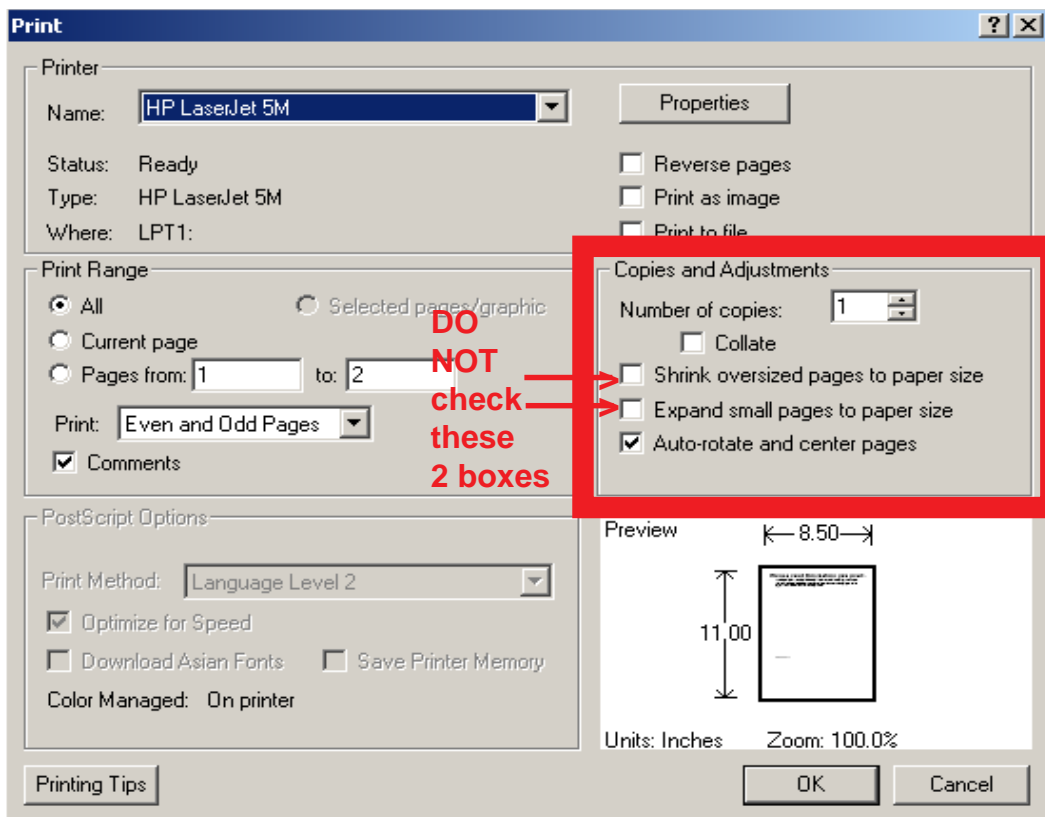 Print
Printer
Name: HP LaserJet 5M
Properties
Status: Ready
Type: HP LaserJet 5M
Where: LPT1:
Reverse pages
Print as image
Print to file
Print Range
All
Selected pages/graphic
Current page
Pages from: 1 to: 2
Print: Even and Odd Pages
Comments
DO
NOT
check
these
2 boxes
Copies and Adjustments
Number of copies: 1
Collate
Shrink oversized pages to paper size
Expand small pages to paper size
Auto-rotate and center pages
PostScript Options
Print Method: Language Level 2
Optimize for Speed
Download Asian Fonts
Save Printer Memory
Color Managed: On printer
Preview
8.50
11.00
Units: Inches Zoom: 100.0%
Printing Tips
OK
Cancel